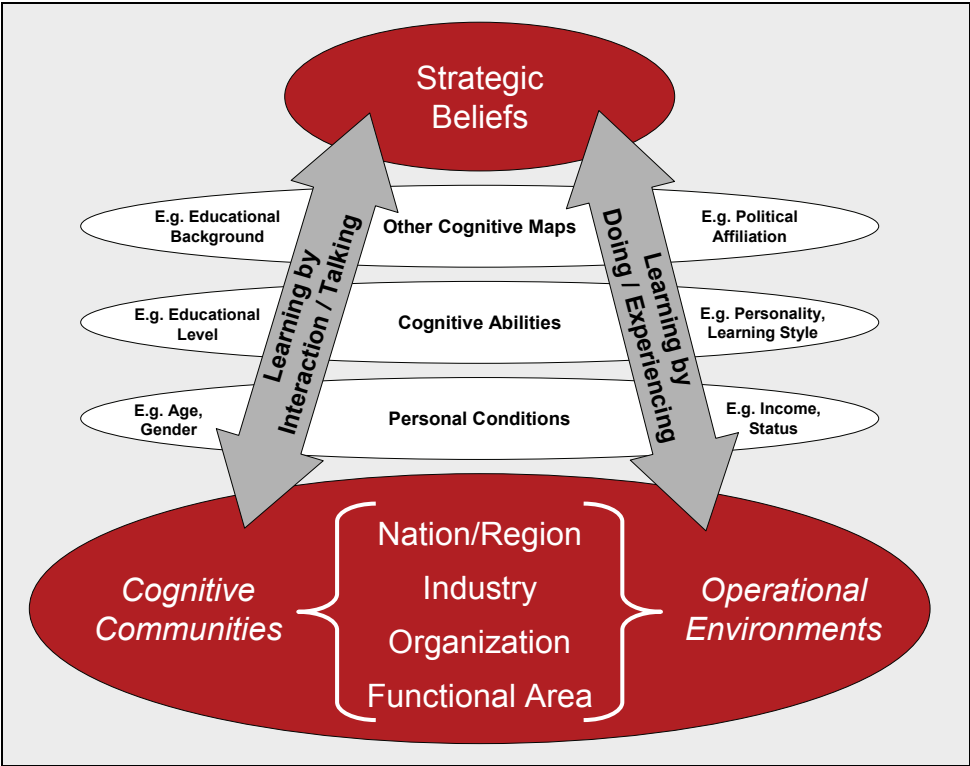 Strategic
Beliefs
E.g. Educational
Background
Other Cognitive Maps
E.g. Political
Affiliation
Learning by
Interaction / Talking
Learning by
Doing / Experiencing
E.g. Educational
Level
Cognitive Abilities
E.g. Personality,
Learning Style
E.g. Age,
Gender
Personal Conditions
E.g. Income,
Status
Cognitive
Communities
Nation/Region
Industry
Organization
Functional Area
Operational
Environments